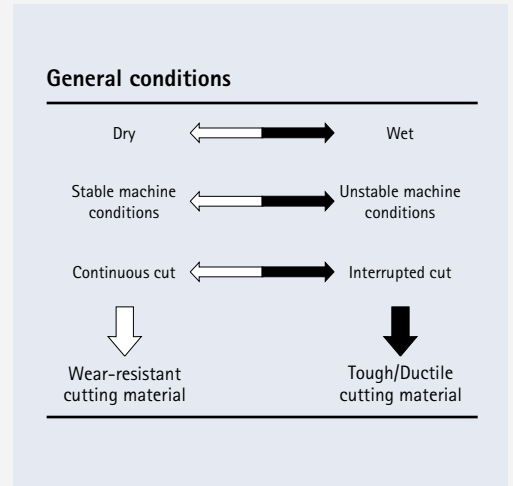 General conditions
Dry
Wet
Stable machine
conditions
Unstable machine
conditions
Continuous cut
Interrupted cut
Wear-resistant
cutting material
Tough/Ductile
cutting material